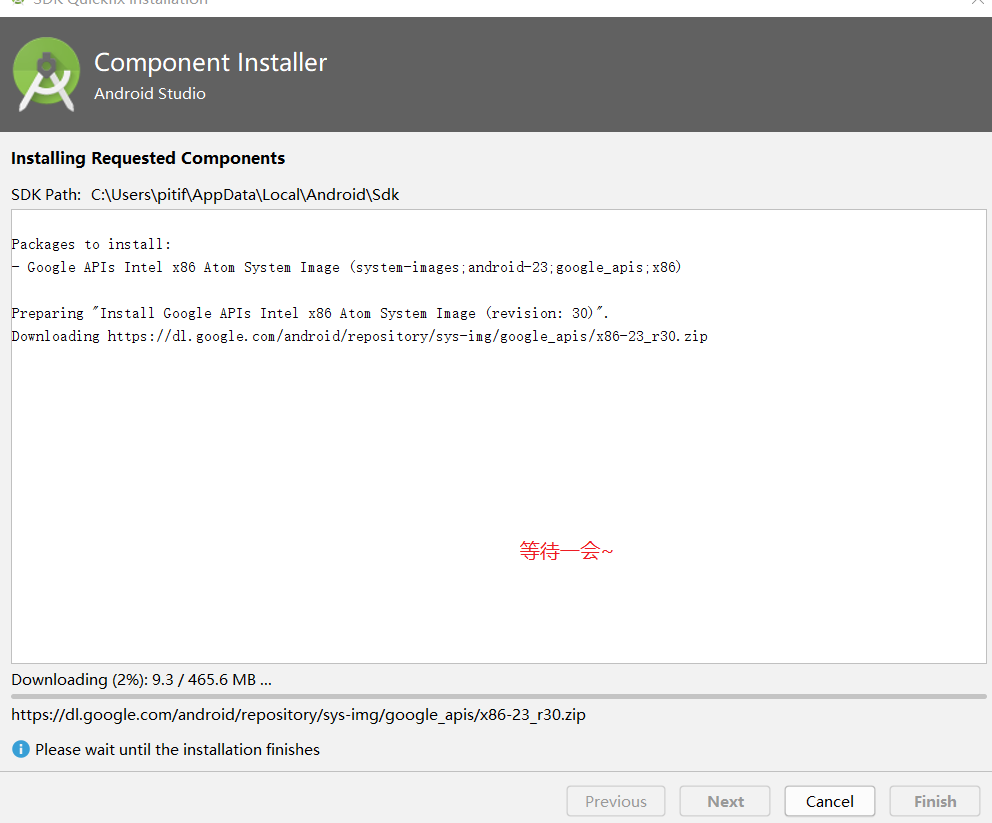 SDK Quickfix Installation
Component Installer
Android Studio
Installing Requested Components
SDK Path: C:\Users\pitif\AppData\Local\Android\Sdk
Packages to install:
- Google APIs Intel x86 Atom System Image (system-images;android-23;google_apis;x86)
Preparing "Install Google APIs Intel x86 Atom System Image (revision: 30)".
Downloading https://dl.google.com/android/repository/sys-img/google_apis/x86-23_r30.zip
等待一会~
Downloading (2%): 9.3 / 465.6 MB ...
https://dl.google.com/android/repository/sys-img/google_apis/x86-23_r30.zip
Please wait until the installation finishes
Previous Next Cancel Finish